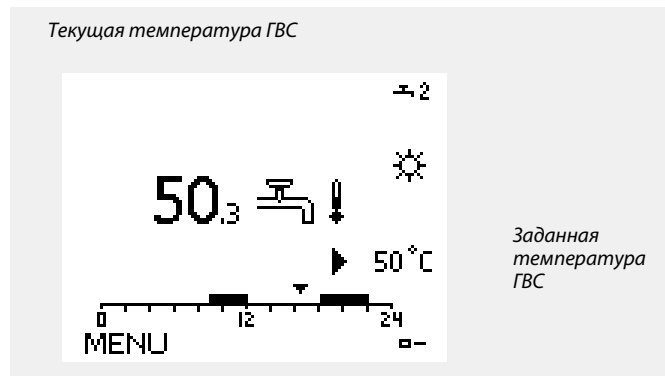 Текущая температура ГВС
2
50.3
50°C
Заданная
температура
ГВС
0 12 24
MENU